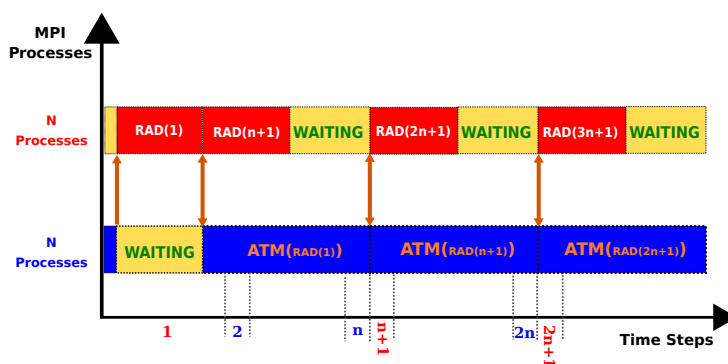 MPI
Processes
N
Processes
RAD(1)
RAD(n+1)
WAITING
RAD(2n+1)
WAITING
RAD(3n+1)
WAITING
N
Processes
WAITING
ATM(RAD(1))
ATM(RAD(n+1))
ATM(RAD(2n+1))
1
2
n
n+1
2n
2n+1
Time Steps